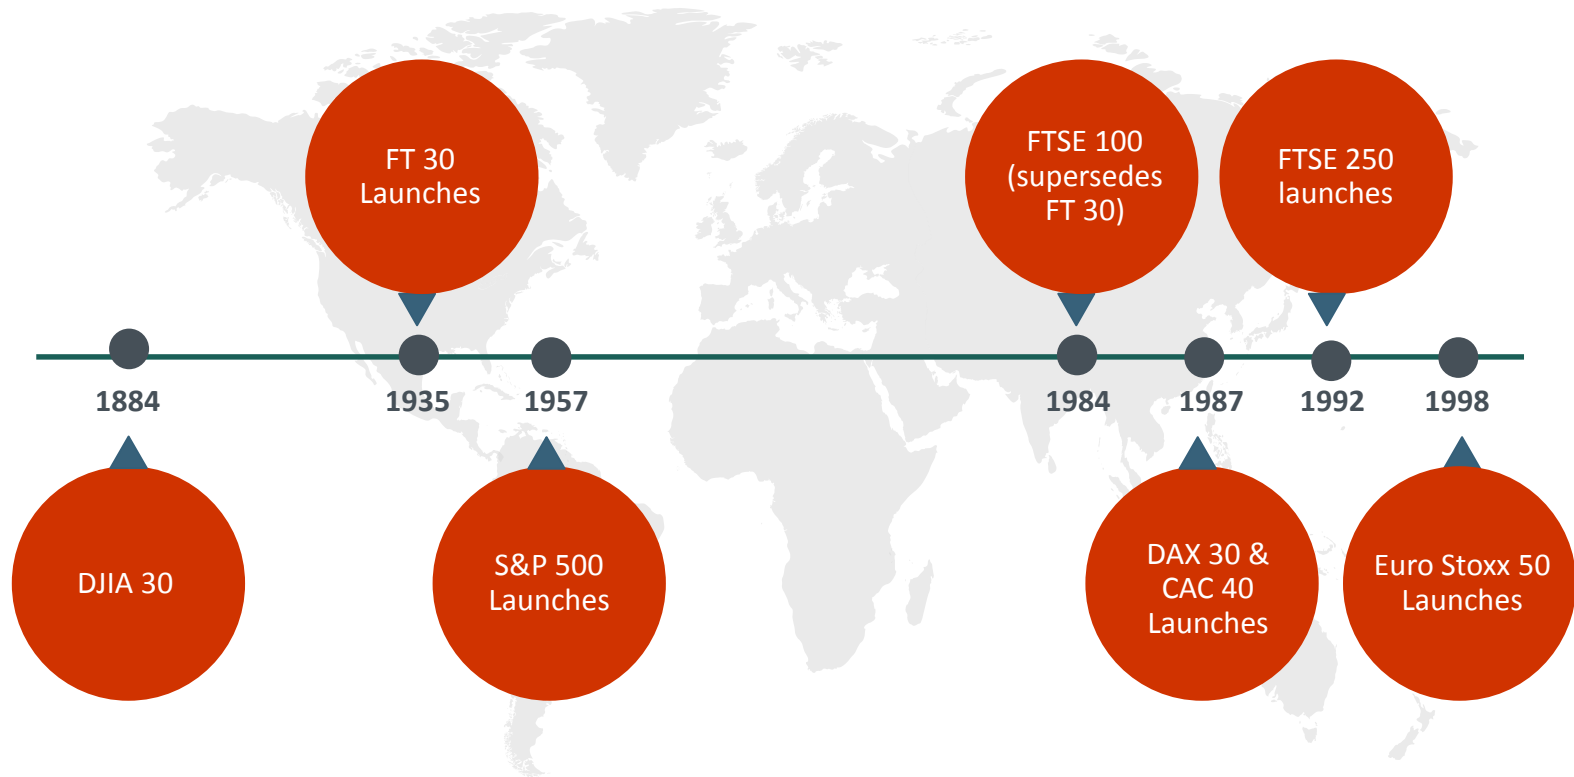 FT 30
Launches
FTSE 100
(supersedes
FT 30)
FTSE 250
launches
1884
1935
1957
1984
1987
1992
1998
DJIA 30
S&P 500
Launches
DAX 30 &
CAC 40
Launches
Euro Stoxx 50
Launches